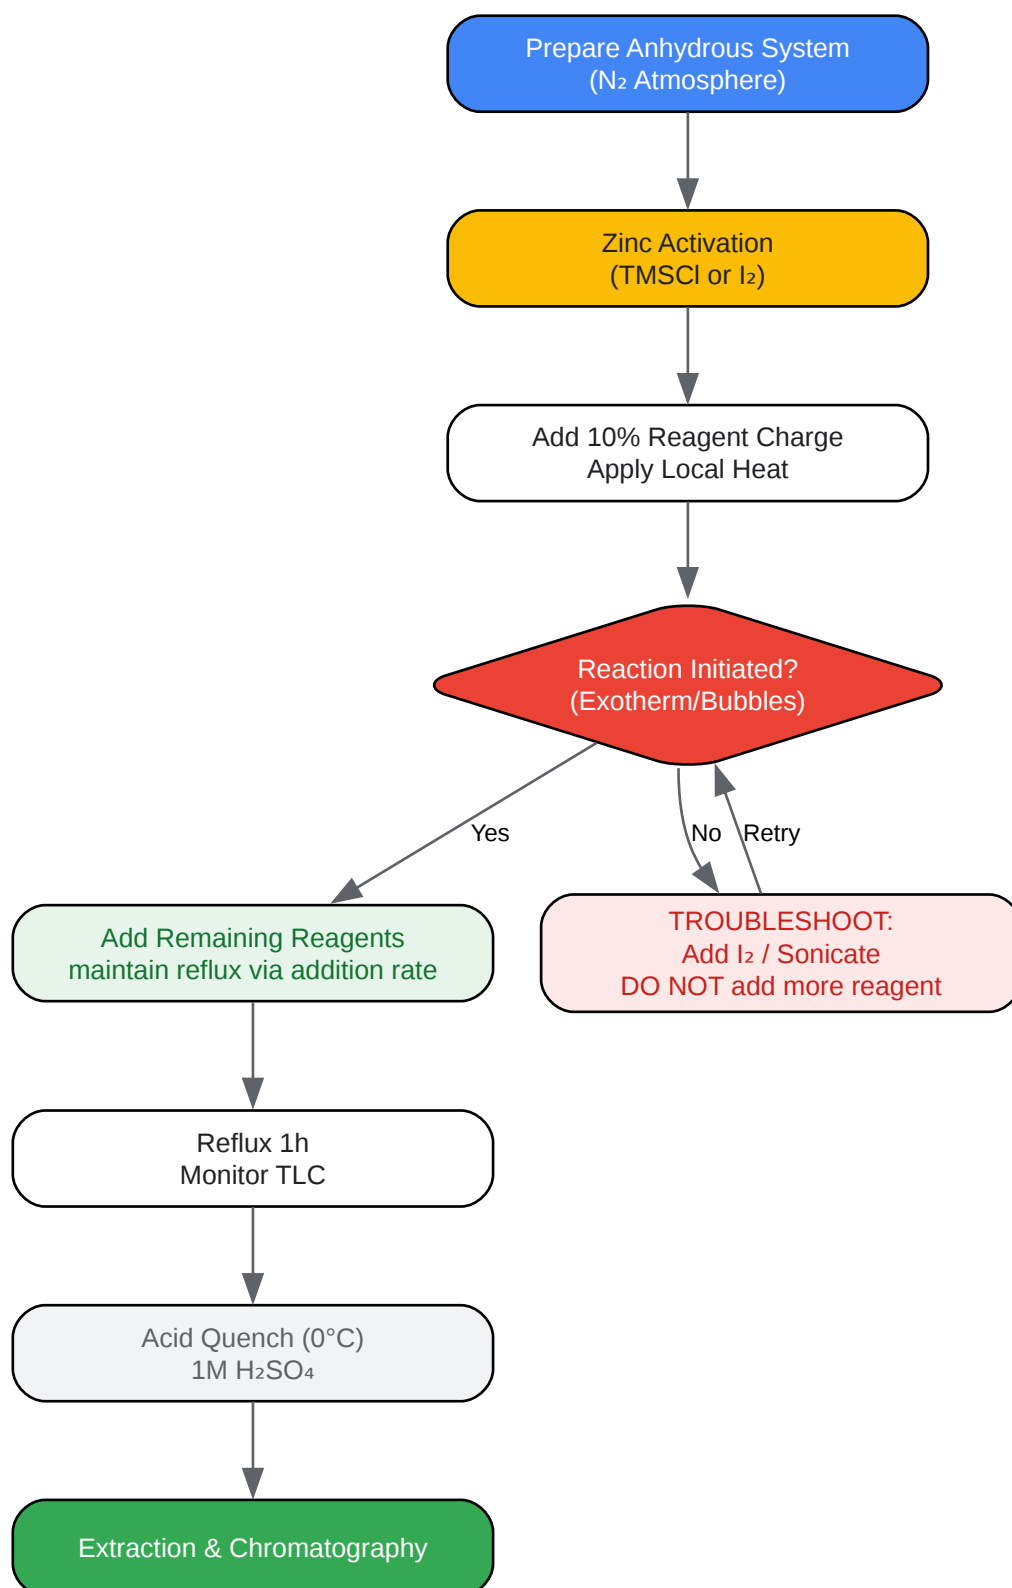 Prepare Anhydrous System
(N₂ Atmosphere)
Zinc Activation
(TMSCl or I₂)
Add 10% Reagent Charge
Apply Local Heat
Reaction Initiated?
(Exotherm/Bubbles)
Yes
No
Retry
Add Remaining Reagents
maintain reflux via addition rate
TROUBLESHOOT:
Add I₂ / Sonicate
DO NOT add more reagent
Reflux 1h
Monitor TLC
Acid Quench (0°C)
1M H₂SO₄
Extraction & Chromatography